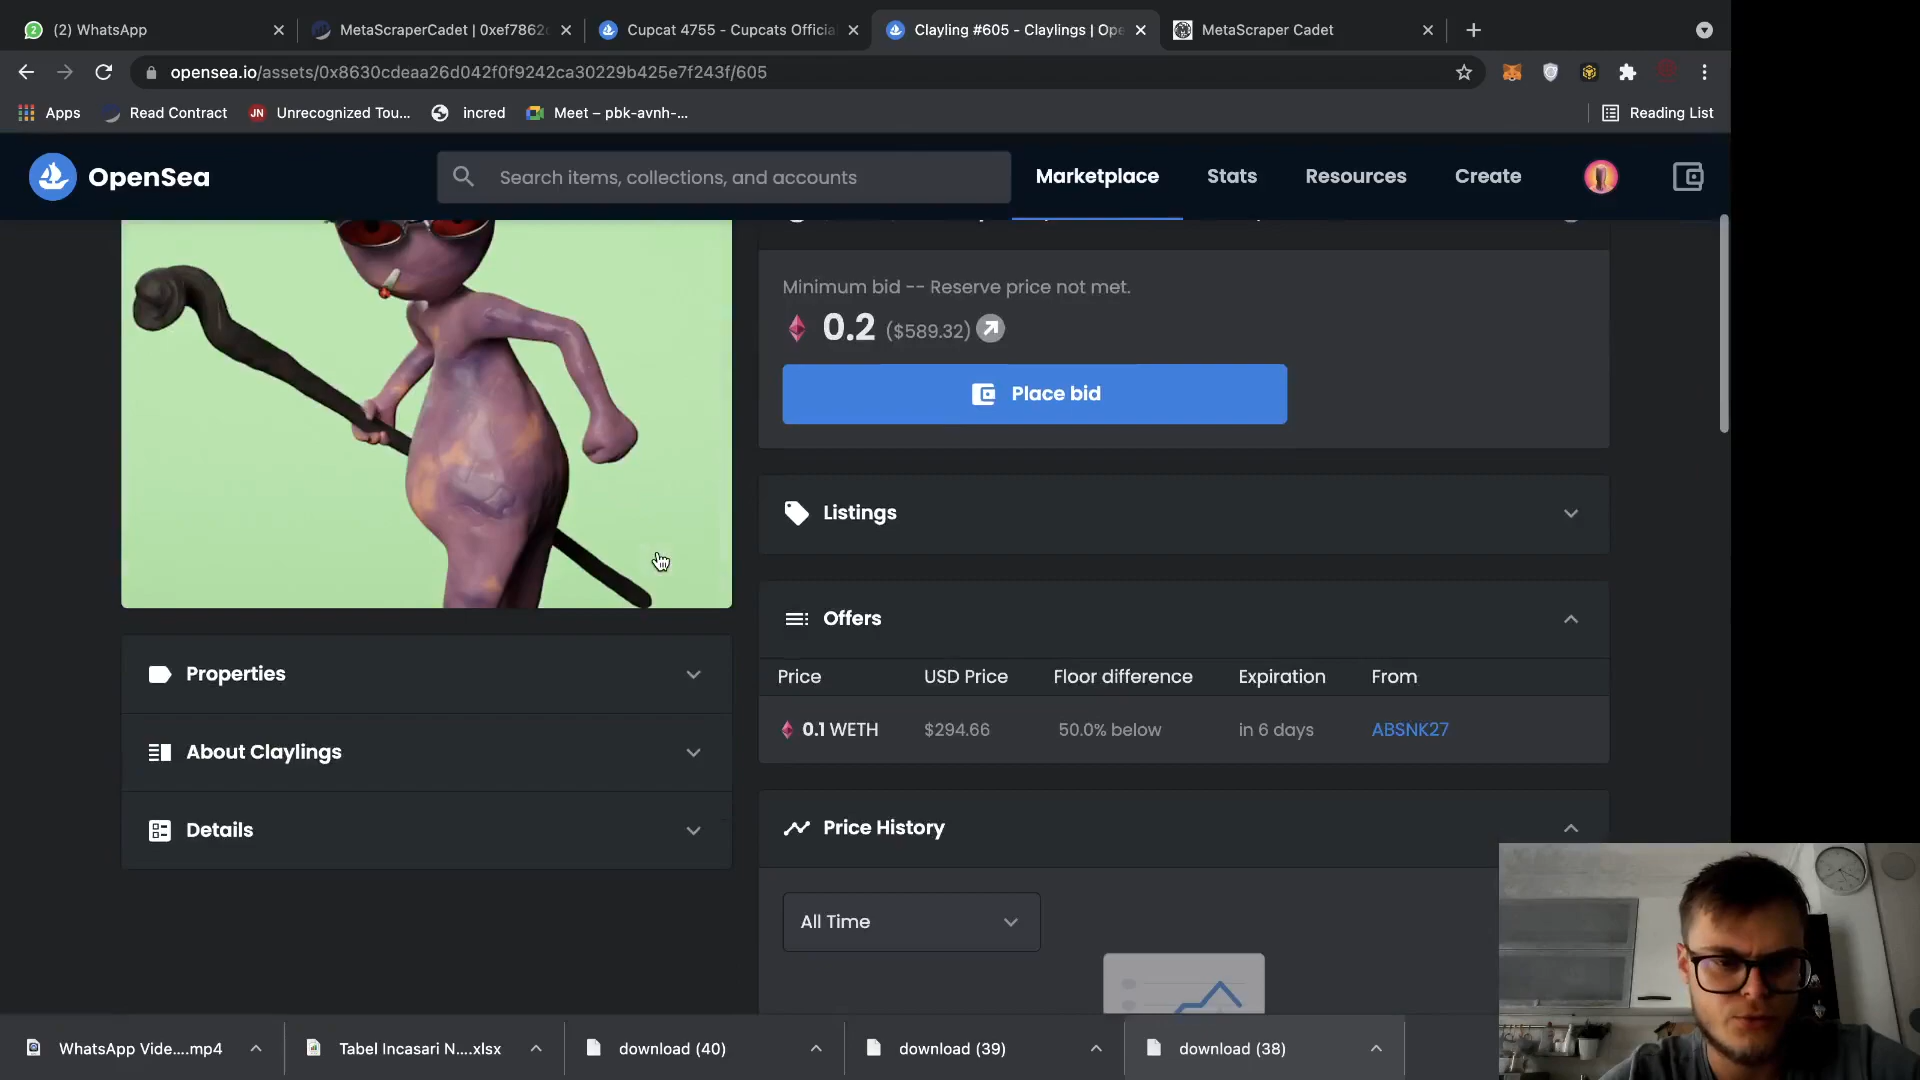 (2) WhatsApp
MetaScraperCadet | 0xef7862
Cupcat 4755 - Cupcats Officia
Clayling #605 - Claylings | Ope
MetaScraper Cadet
opensea.io/assets/0x8630cdeaa26d042f0f9242ca30229b425e7f243f/605
Apps
Read Contract
JN
Unrecognized Tou...
incred
Meet – pbk-avnh-...
Reading List
OpenSea
Search items, collections, and accounts
Marketplace
Stats
Resources
Create
Minimum bid -- Reserve price not met.
0.2 ($589.32)
Place bid
Listings
Offers
Price USD Price Floor difference Expiration From
0.1 WETH $294.66 50.0% below in 6 days ABSNK27
Properties
About Claylings
Details
Price History
All Time
WhatsApp Vide....mp4
Tabel Incasari N....xlsx
download (40)
download (39)
download (38)